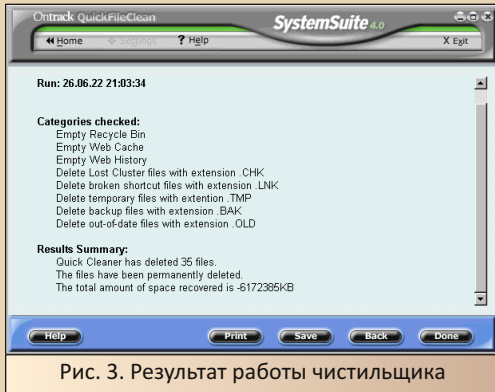 Ontrack QuickFileClean
SystemSuite 4.0
Home Settings ? Help X Exit
Run: 26.06.22 21:03:34
Categories checked:
Empty Recycle Bin
Empty Web Cache
Empty Web History
Delete Lost Cluster files with extension .CHK
Delete broken shortcut files with extension .LNK
Delete temporary files with extention .TMP
Delete backup files with extension .BAK
Delete out-of-date files with extension .OLD
Results Summary:
Quick Cleaner has deleted 35 files.
The files have been permanently deleted.
The total amount of space recovered is -6172385KB
Help Print Save Back Done
Рис. 3. Результат работы чистильщика